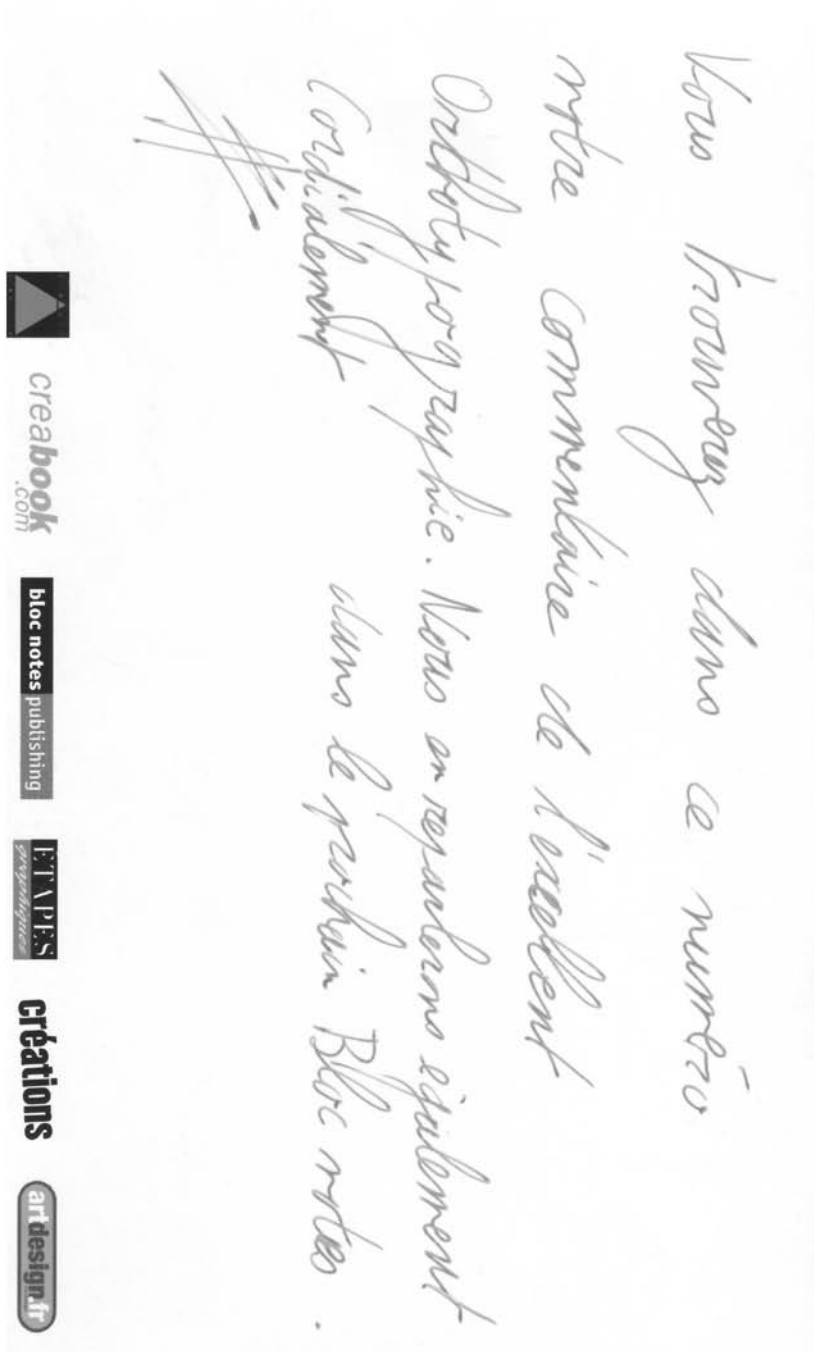 Vous trouverez dans ce numéro
notre commentaire de l'excellent
Orthotypographie. Nous en reparlerons également
dans le prochain Bloc notes.
Cordialement
creabook
.com
bloc notes publishing
ETAPES
graphiques
créations
artdesign.fr